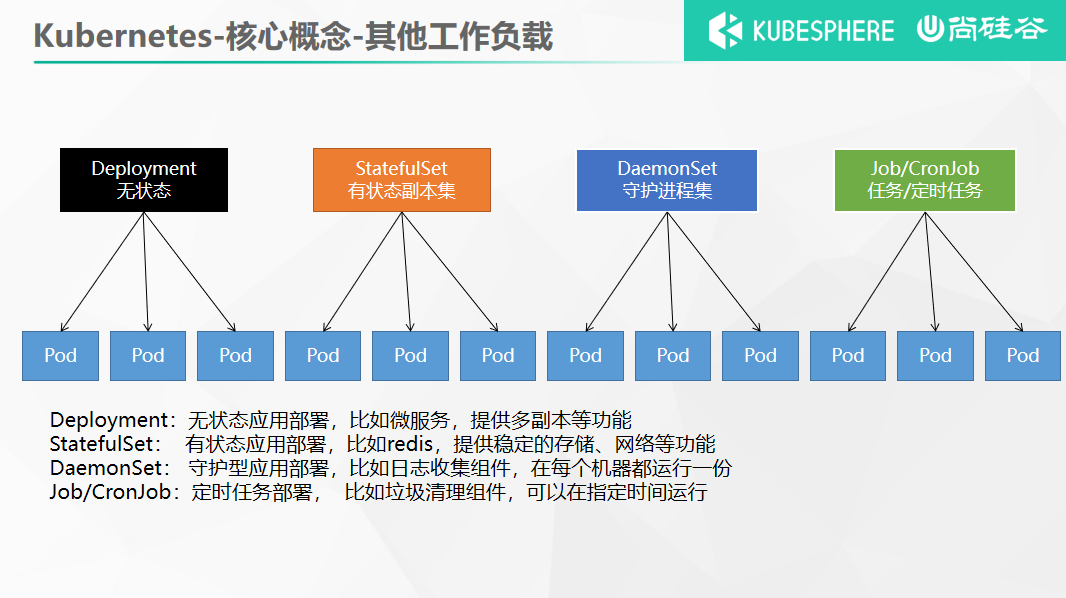 Kubernetes-核心概念-其他工作负载
KUBESPHERE 尚硅谷
Deployment
无状态
StatefulSet
有状态副本集
DaemonSet
守护进程集
Job/CronJob
任务/定时任务
Pod Pod Pod Pod Pod Pod Pod Pod Pod Pod Pod Pod
Deployment：无状态应用部署，比如微服务，提供多副本等功能
StatefulSet： 有状态应用部署，比如redis，提供稳定的存储、网络等功能
DaemonSet： 守护型应用部署，比如日志收集组件，在每个机器都运行一份
Job/CronJob：定时任务部署， 比如垃圾清理组件，可以在指定时间运行